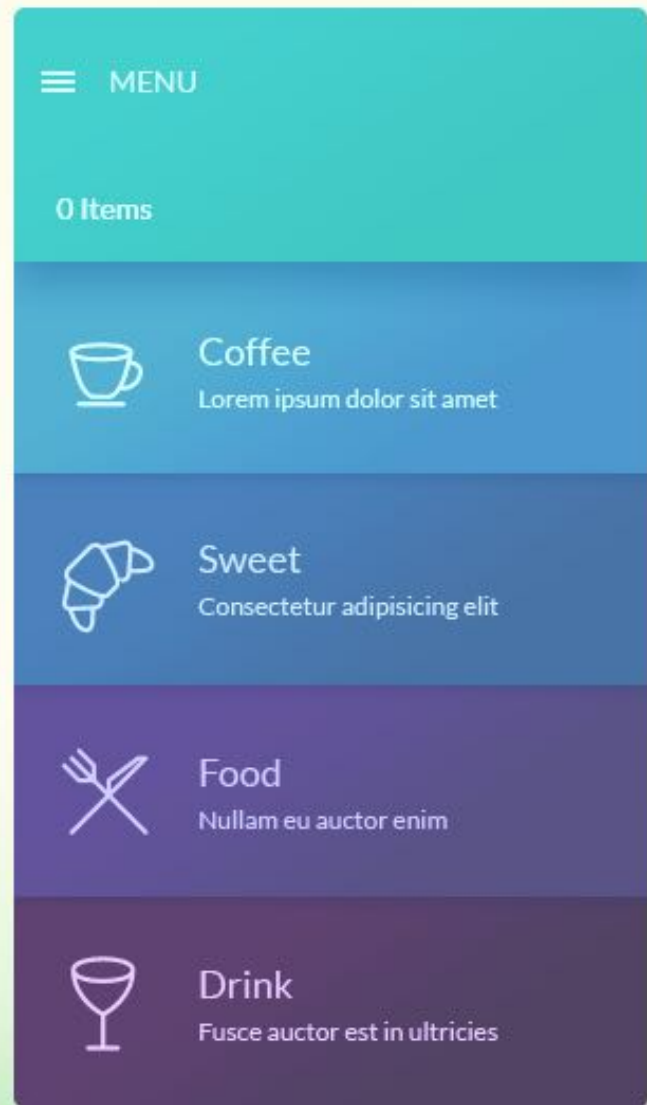 MENU
0 Items
Coffee
Lorem ipsum dolor sit amet
Sweet
Consectetur adipisicing elit
Food
Nullam eu auctor enim
Drink
Fusce auctor est in ultricies